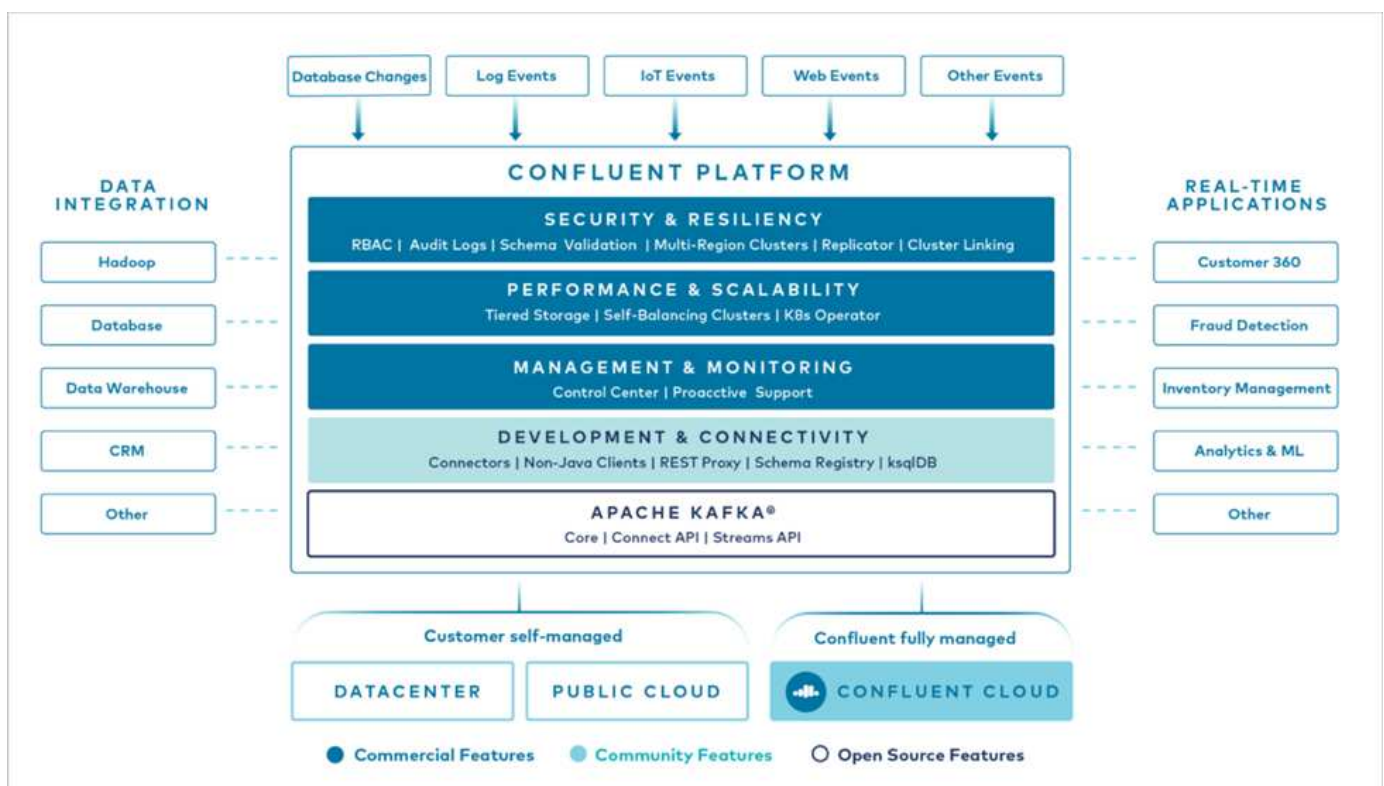 Database Changes
Log Events
IoT Events
Web Events
Other Events
CONFLUENT PLATFORM
DATA
INTEGRATION
Hadoop
Database
Data Warehouse
CRM
Other
SECURITY & RESILIENCY
RBAC | Audit Logs | Schema Validation | Multi-Region Clusters | Replicator | Cluster Linking
PERFORMANCE & SCALABILITY
Tiered Storage | Self-Balancing Clusters | K8s Operator
MANAGEMENT & MONITORING
Control Center | Proacctive Support
DEVELOPMENT & CONNECTIVITY
Connectors | Non-Java Clients | REST Proxy | Schema Registry | ksqlDB
APACHE KAFKA®
Core | Connect API | Streams API
REAL-TIME
APPLICATIONS
Customer 360
Fraud Detection
Inventory Management
Analytics & ML
Other
Customer self-managed
Confluent fully managed
DATACENTER
PUBLIC CLOUD
CONFLUENT CLOUD
Commercial Features
Community Features
Open Source Features